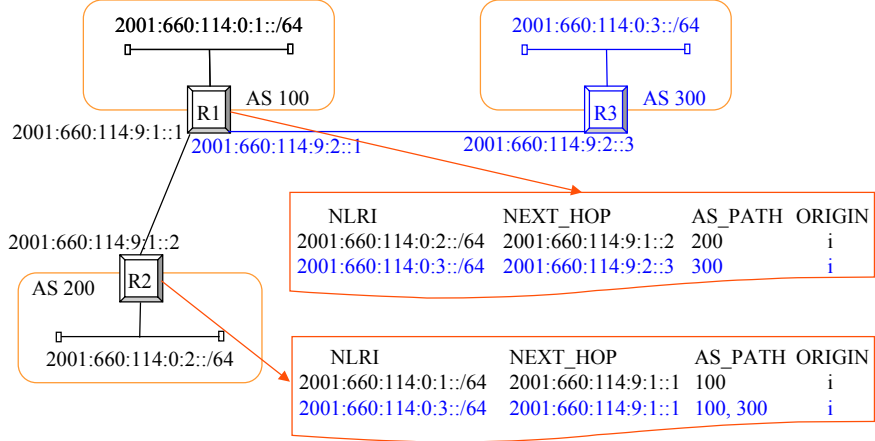 2001:660:114:0:1::/64
2001:660:114:0:3::/64
R1
AS 100
R3
AS 300
2001:660:114:9:1::1
2001:660:114:9:2::1
2001:660:114:9:2::3
NLRI NEXT_HOP AS_PATH ORIGIN
2001:660:114:0:2::/64 2001:660:114:9:1::2 200 i
2001:660:114:0:3::/64 2001:660:114:9:2::3 300 i
2001:660:114:9:1::2
AS 200
R2
2001:660:114:0:2::/64
NLRI NEXT_HOP AS_PATH ORIGIN
2001:660:114:0:1::/64 2001:660:114:9:1::1 100 i
2001:660:114:0:3::/64 2001:660:114:9:1::1 100, 300 i